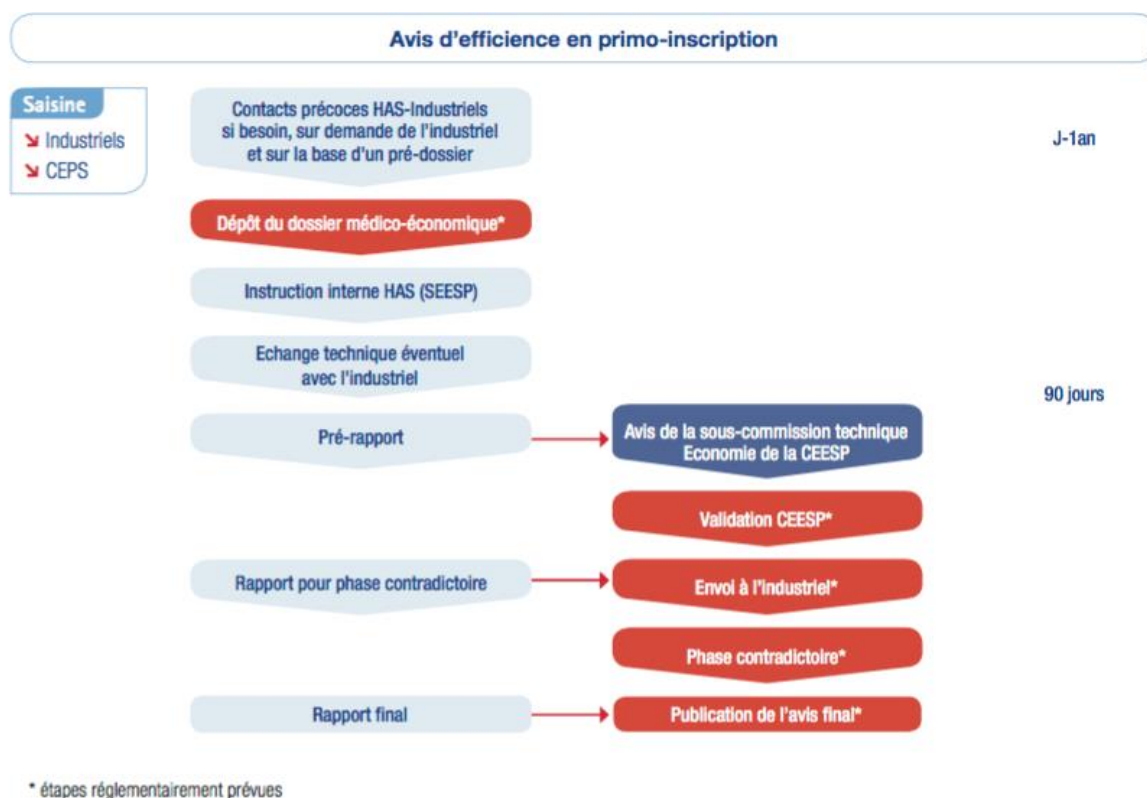 Avis d'efficience en primo-inscription
Saisine
Industriels
CEPS
Contacts précoces HAS-Industriels
si besoin, sur demande de l'industriel
et sur la base d'un pré-dossier
J-1an
Dépôt du dossier médico-économique*
Instruction interne HAS (SEESP)
Echange technique éventuel
avec l'industriel
90 jours
Pré-rapport
Avis de la sous-commission technique
Economie de la CEESP
Validation CEESP*
Rapport pour phase contradictoire
Envoi à l'industriel*
Phase contradictoire*
Rapport final
Publication de l'avis final*
* étapes réglementairement prévues